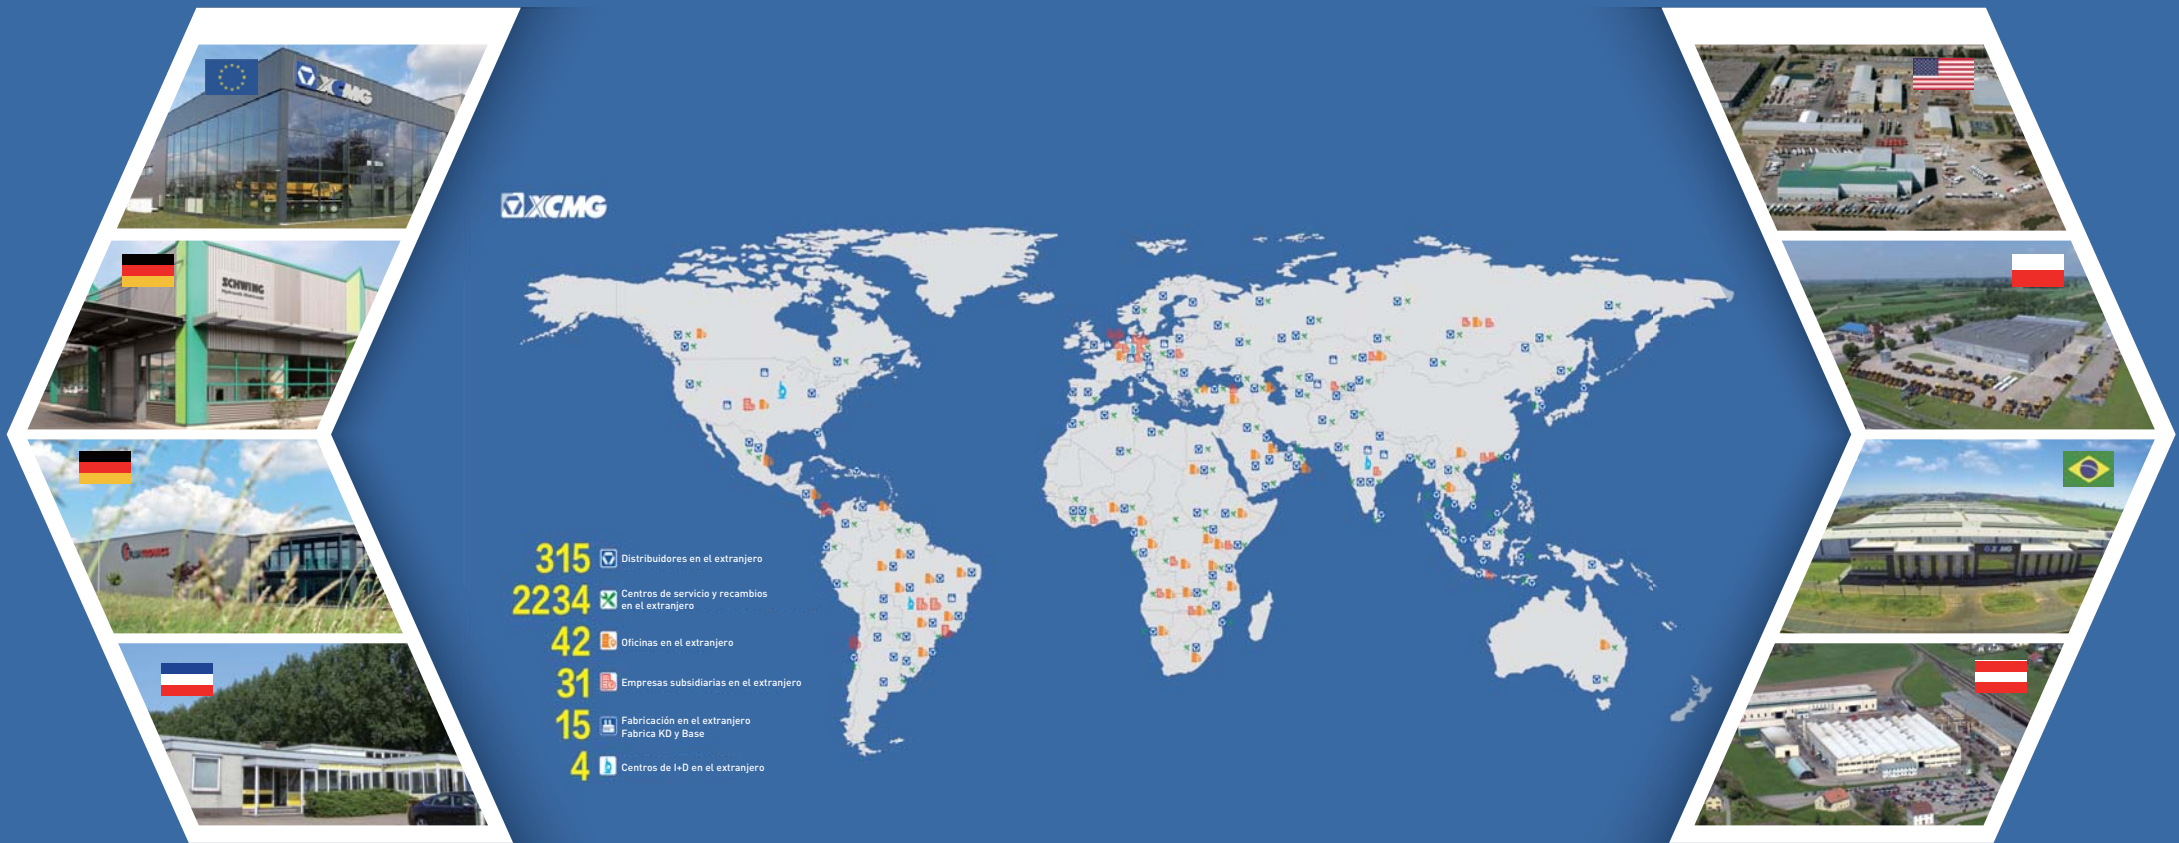 XCMG
SCHWING
XCMG
315 Distribuidores en el extranjero
2234 Centros de servicio y recambios
en el extranjero
42 Oficinas en el extranjero
31 Empresas subsidiarias en el extranjero
15 Fabricación en el extranjero
Fabrica KD y Base
4 Centros de I+D en el extranjero